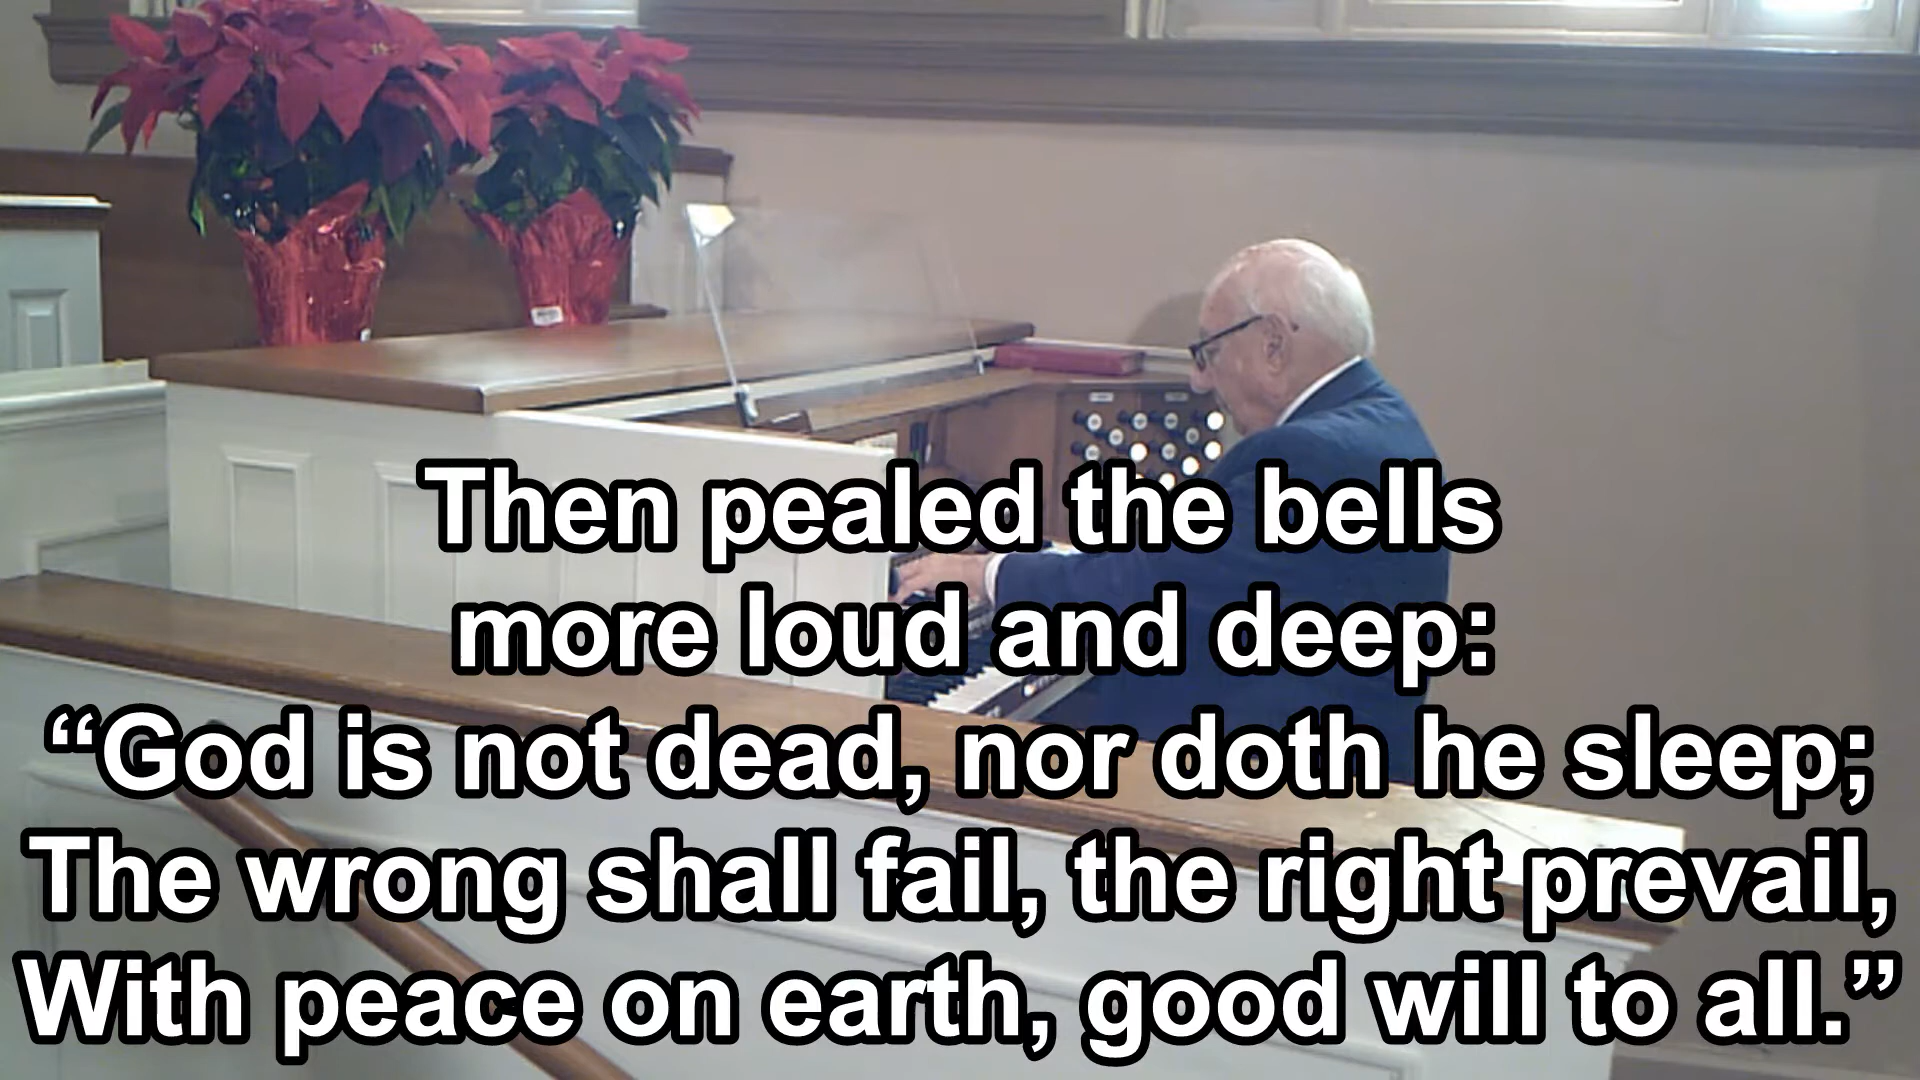 Then pealed the bells
more loud and deep:
“God is not dead, nor doth he sleep;
The wrong shall fail, the right prevail,
With peace on earth, good will to all.”